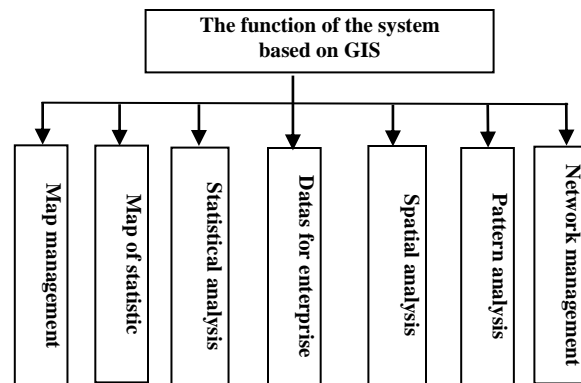 The function of the system
based on GIS
Map management
Map of statistic
Statistical analysis
Datas for enterprise
Spatial analysis
Pattern analysis
Network management